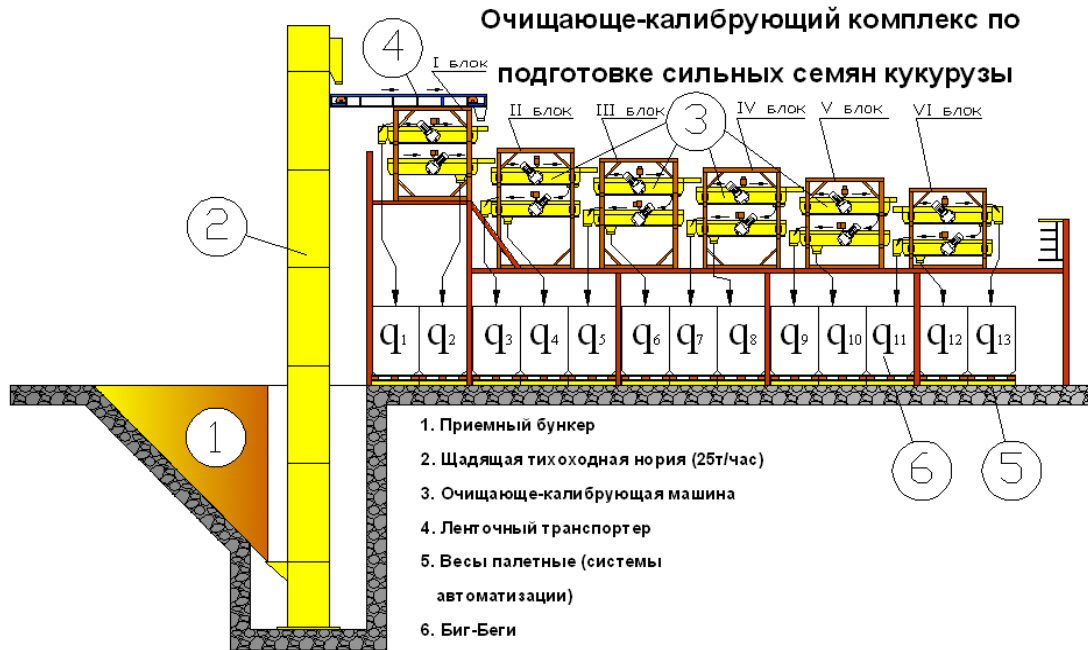 Очищающе-калибрующий комплекс по
подготовке сильных семян кукурузы
4
I блок
II блок
III блок
3
IV блок
V блок
VI блок
2
q1 q2 q3 q4 q5 q6 q7 q8 q9 q10 q11 q12 q13
1
6
5
1. Приемный бункер
2. Щадящая тихоходная нория (25т/час)
3. Очищающе-калибрующая машина
4. Ленточный транспортер
5. Весы палетные (системы
автоматизации)
6. Биг-Беги